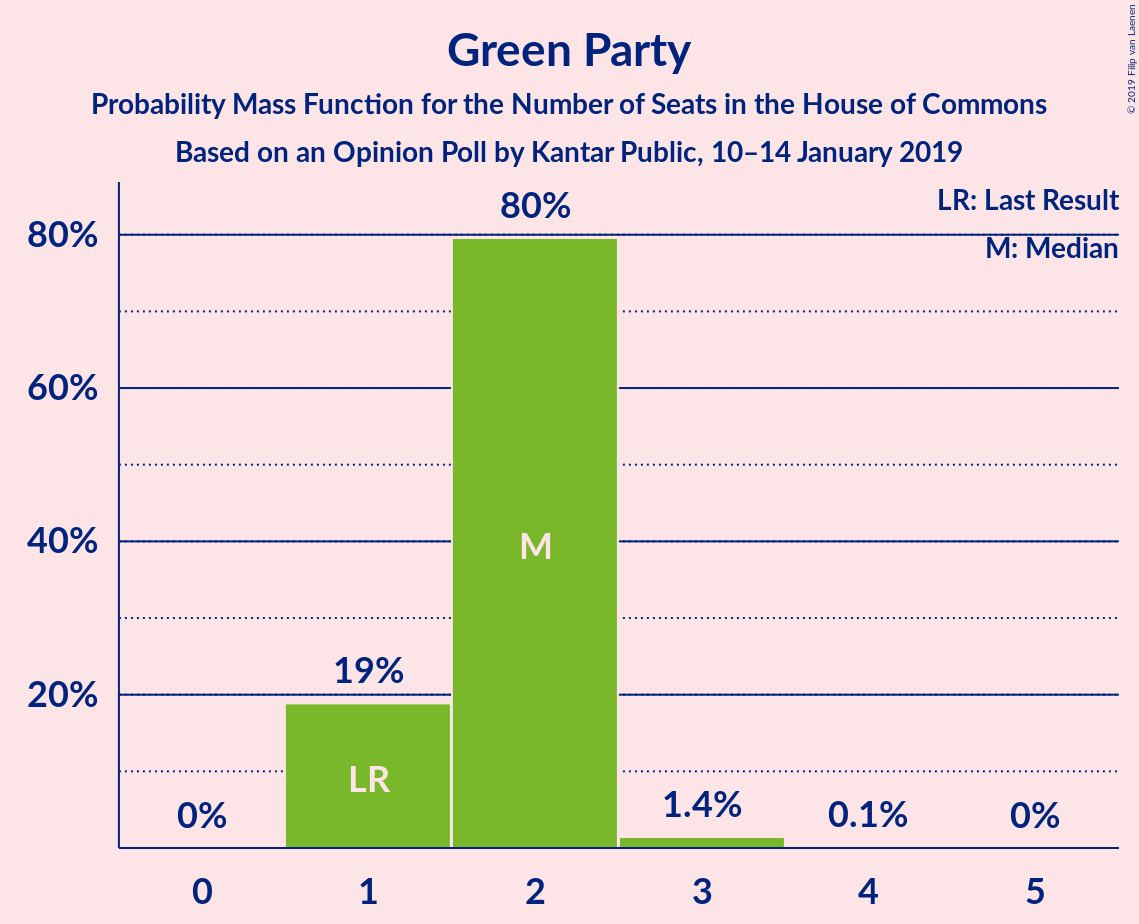 Green Party
Probability Mass Function for the Number of Seats in the House of Commons
Based on an Opinion Poll by Kantar Public, 10–14 January 2019
© 2019 Filip van Laenen
LR: Last Result
M: Median
80%
60%
40%
20%
0%
19%
80%
1.4%
0.1%
0%
LR
M
0 1 2 3 4 5